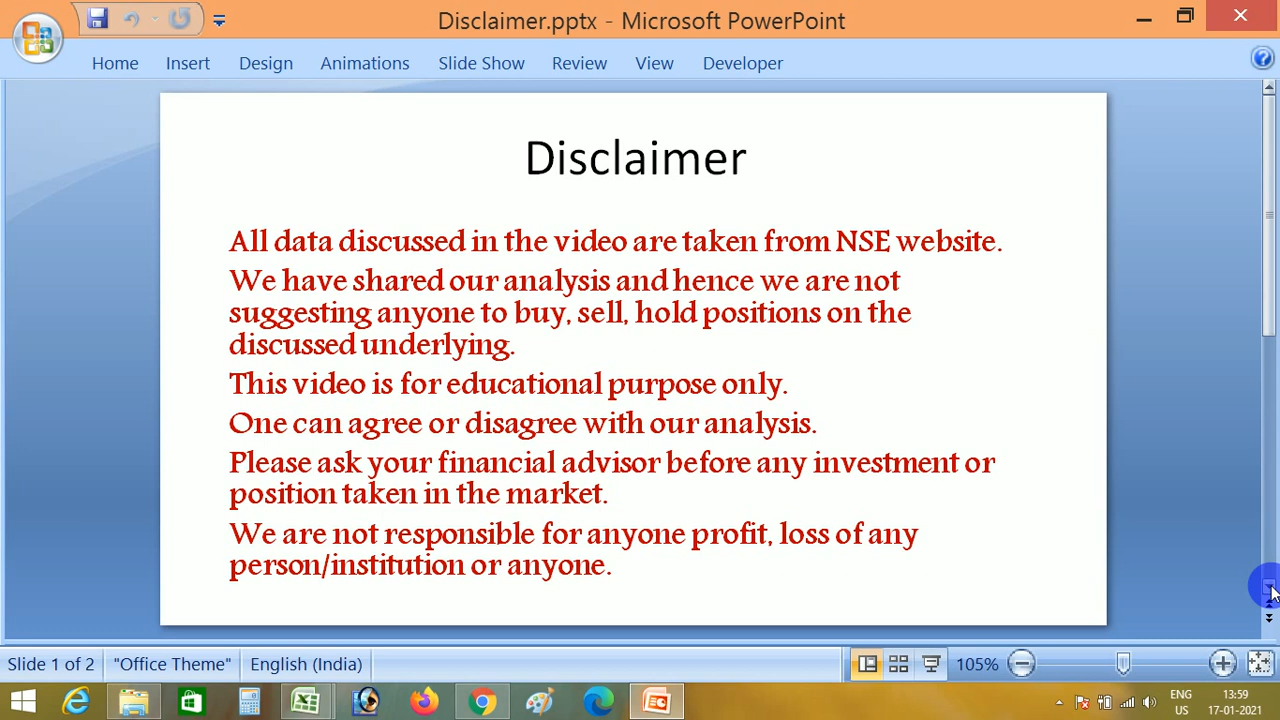 Disclaimer.pptx - Microsoft PowerPoint
Home Insert Design Animations Slide Show Review View Developer
Disclaimer
All data discussed in the video are taken from NSE website.
We have shared our analysis and hence we are not
suggesting anyone to buy, sell, hold positions on the
discussed underlying.
This video is for educational purpose only.
One can agree or disagree with our analysis.
Please ask your financial advisor before any investment or
position taken in the market.
We are not responsible for anyone profit, loss of any
person/institution or anyone.
Slide 1 of 2 "Office Theme" English (India) 105%
ENG 13:59
US 17-01-2021